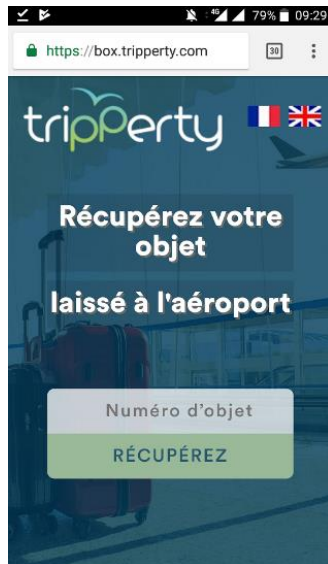 4G 79% 09:29
https://box.tripperty.com 30
tripperty
Récupérez votre
objet
laissé à l'aéroport
Numéro d'objet
RÉCUPÉREZ